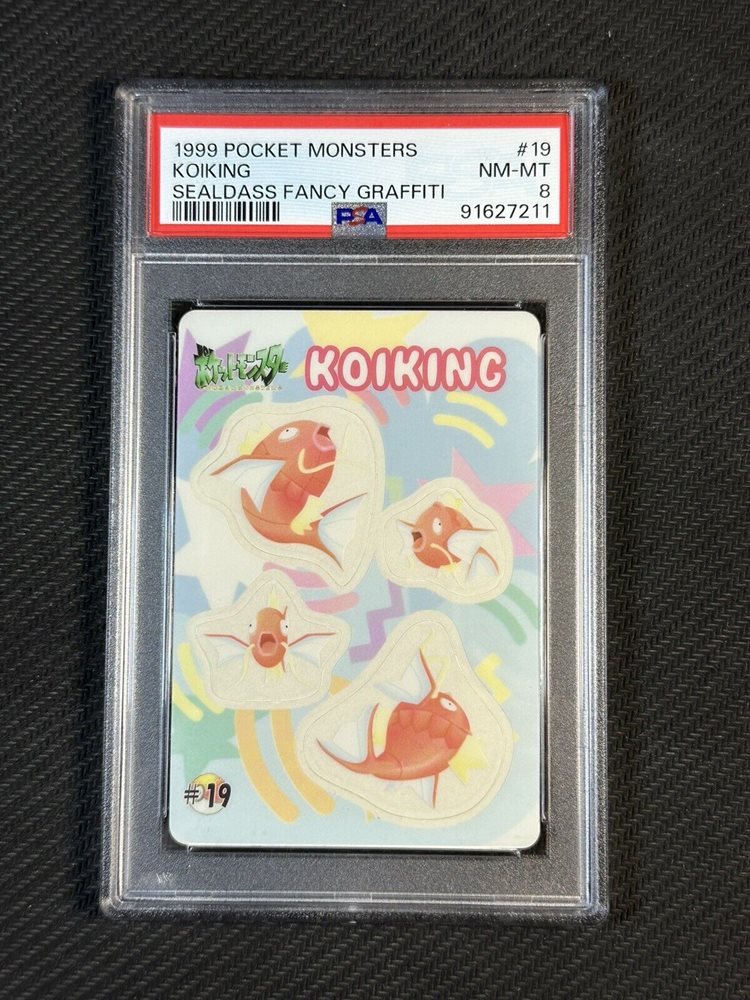 1999 POCKET MONSTERS #19
KOIKING NM-MT
SEALDASS FANCY GRAFFITI 8
PSA 91627211
ポケットモンスター KOIKING
#19